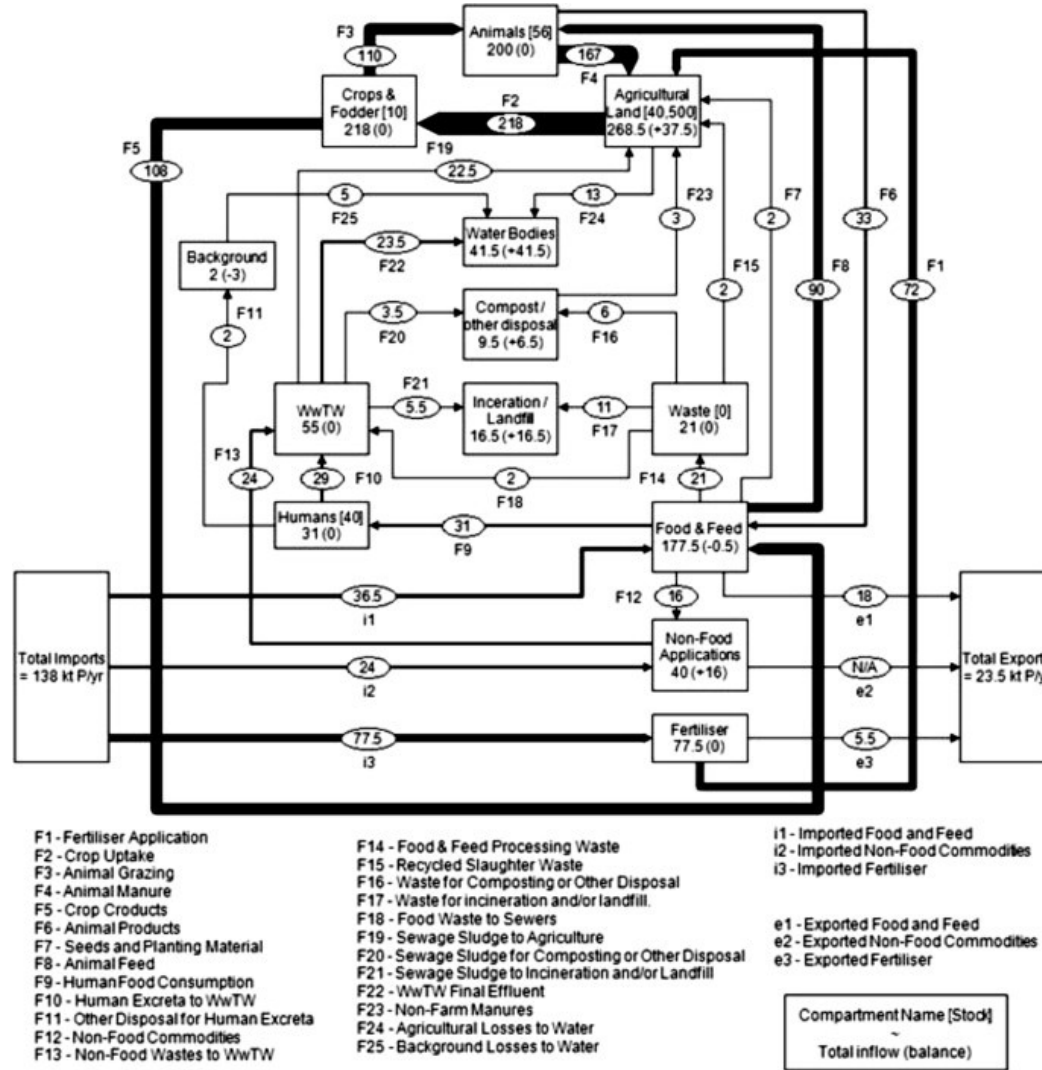 F3
110
Animals [56]
200 (0)
167
F4
Crops &
Fodder [10]
218 (0)
F2
218
Agricultural
Land [40,500]
268.5 (+37.5)
F5
108
F19
22.5
5
F25
13
F24
F23
3
F7
2
F6
33
Water Bodies
41.5 (+41.5)
23.5
F22
Background
2 (-3)
F15
2
F8
90
F1
72
F11
2
3.5
F20
Compost /
other disposal
9.5 (+6.5)
6
F16
F21
5.5
WwTW
55 (0)
Inceration /
Landfill
16.5 (+16.5)
11
F17
Waste [0]
21 (0)
F13
24
29
F10
2
F18
F14
21
Humans [40]
31 (0)
31
F9
Food & Feed
177.5 (-0.5)
36.5
i1
F12
16
18
e1
Total Imports
= 138 kt P/yr
24
i2
Non-Food
Applications
40 (+16)
N/A
e2
Total Export
= 23.5 kt P/y
77.5
i3
Fertiliser
77.5 (0)
5.5
e3
F1 - Fertiliser Application
F2 - Crop Uptake
F3 - Animal Grazing
F4 - Animal Manure
F5 - Crop Croducts
F6 - Animal Products
F7 - Seeds and Planting Material
F8 - Animal Feed
F9 - Human Food Consumption
F10 - Human Excreta to WwTW
F11 - Other Disposal for Human Excreta
F12 - Non-Food Commodities
F13 - Non-Food Wastes to WwTW
F14 - Food & Feed Processing Waste
F15 - Recycled Slaughter Waste
F16 - Waste for Composting or Other Disposal
F17 - Waste for incineration and/or landfill.
F18 - Food Waste to Sewers
F19 - Sewage Sludge to Agriculture
F20 - Sewage Sludge for Composting or Other Disposal
F21 - Sewage Sludge to Incineration and/or Landfill
F22 - WwTW Final Effluent
F23 - Non-Farm Manures
F24 - Agricultural Losses to Water
F25 - Background Losses to Water
i1 - Imported Food and Feed
i2 - Imported Non-Food Commodities
i3 - Imported Fertiliser
e1 - Exported Food and Feed
e2 - Exported Non-Food Commodities
e3 - Exported Fertiliser
Compartment Name [Stock]
~
Total inflow (balance)